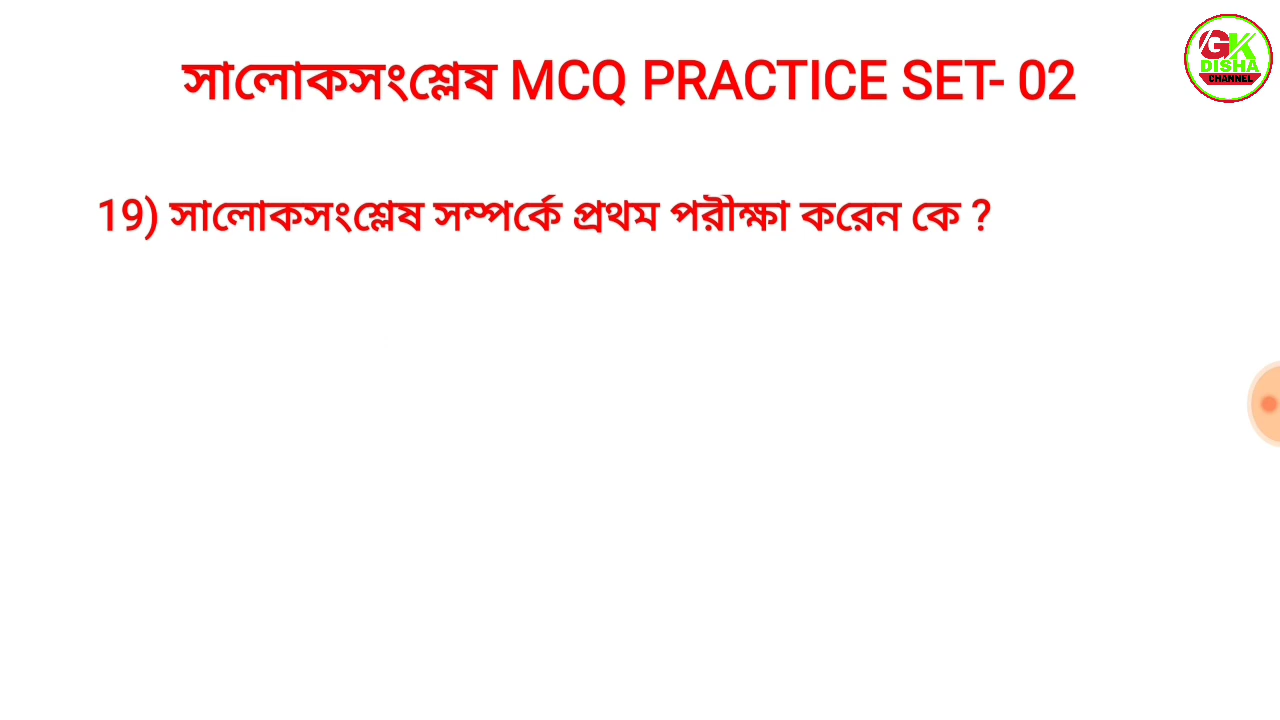 GK
DISHA
CHANNEL
সালোকসংশ্লেষ MCQ PRACTICE SET- 02
19) সালোকসংশ্লেষ সম্পর্কে প্রথম পরীক্ষা করেন কে ?